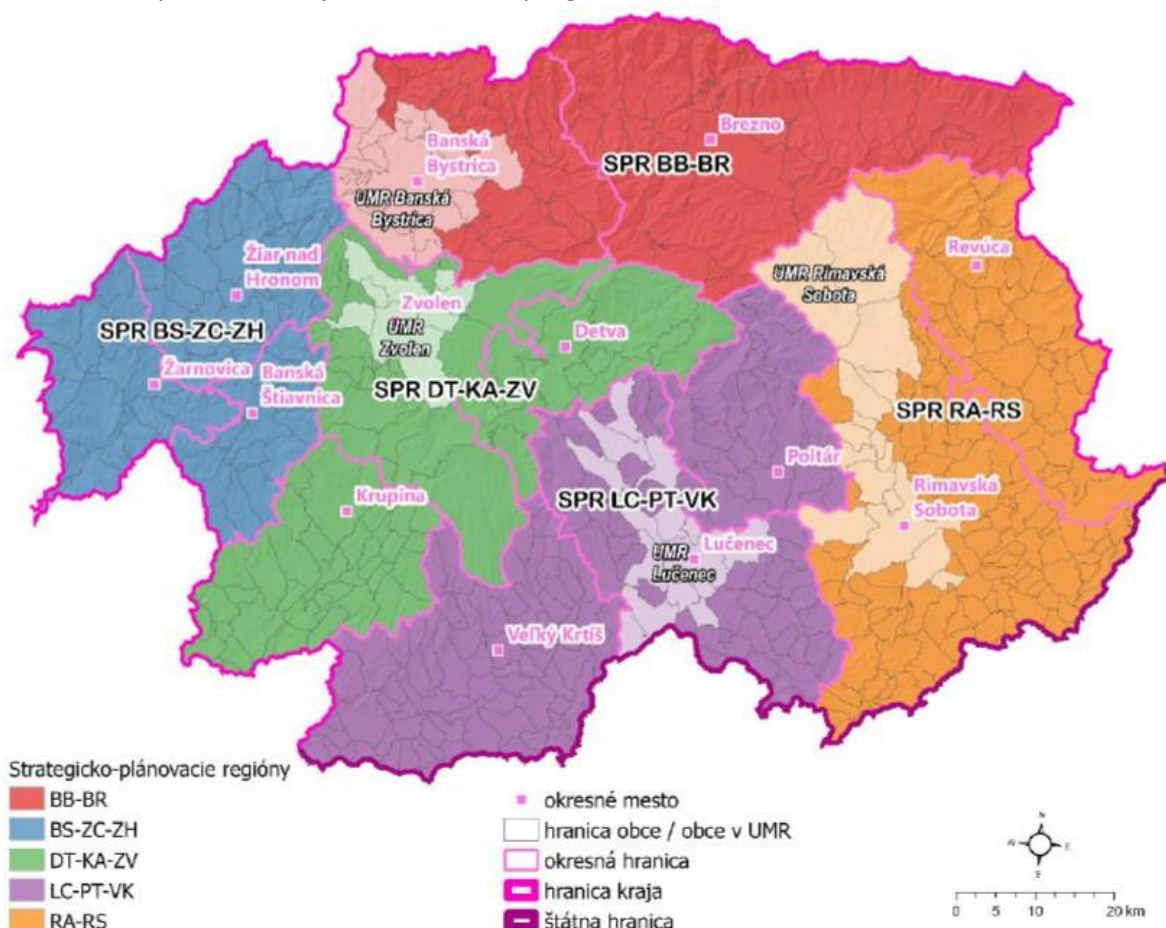 Banská
Bystrica
Brezno
SPR BB-BR
UMR Banská
Bystrica
Žiar nad
Hronom
UMR Rimavská
Sobota
Revúca
Zvolen
UMR
Zvolen
Detva
SPR BS-ZC-ZH
Žarnovica
Banská
Štiavnica
SPR DT-KA-ZV
SPR RA-RS
Poltár
Krupina
SPR LC-PT-VK
Rimavská
Sobota
Lučenec
UMR
Lučenec
Veľký Krtíš
Strategicko-plánovacie regióny
BB-BR
BS-ZC-ZH
DT-KA-ZV
LC-PT-VK
RA-RS
okresné mesto
hranica obce / obce v UMR
okresná hranica
hranica kraja
štátna hranica
N
W
E
S
0 5 10 20 km